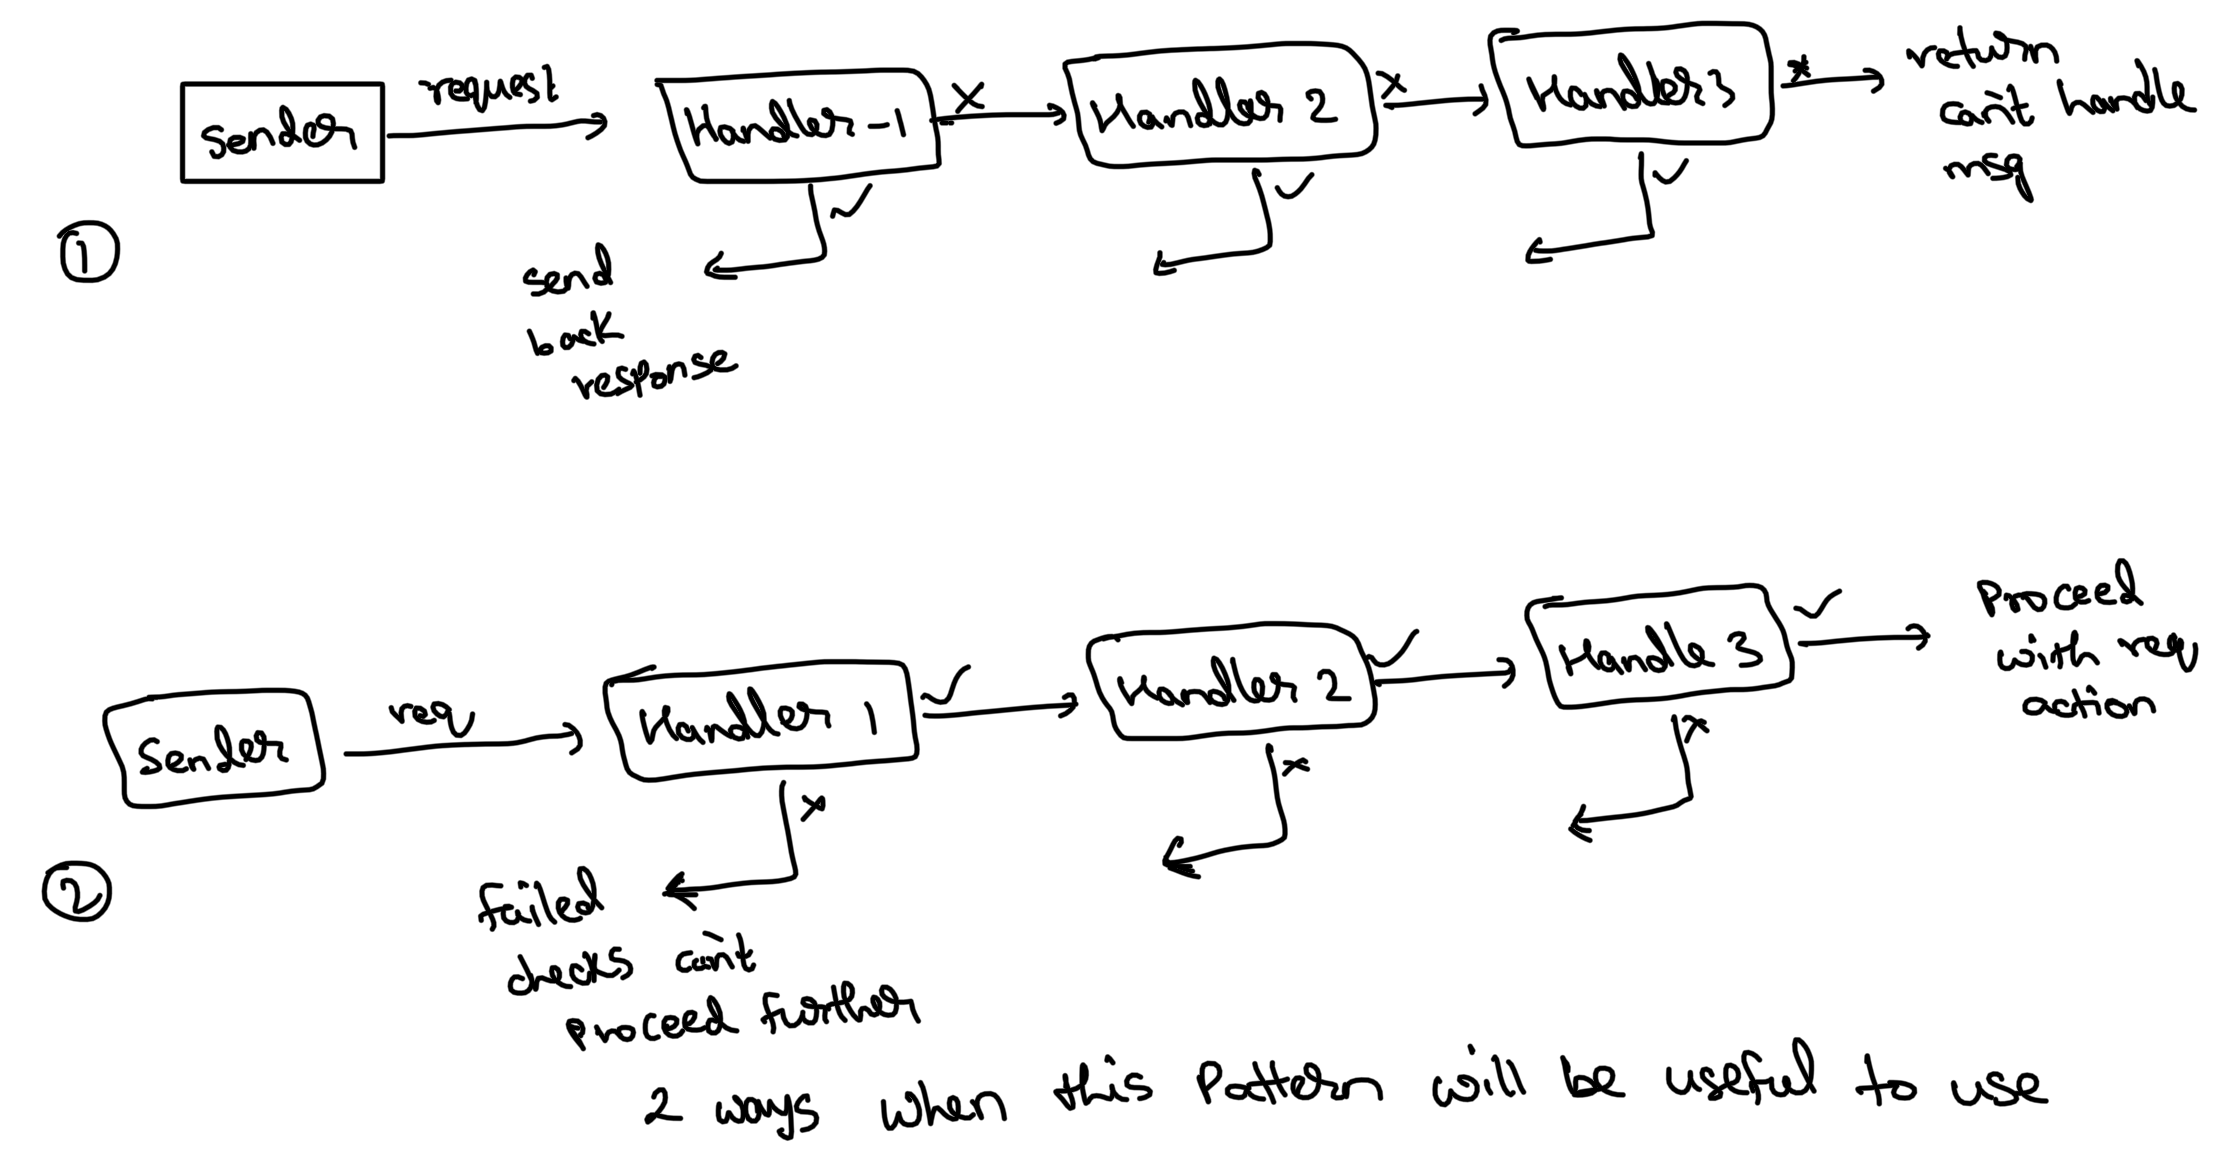 Sender
request
Handler-1
Handler 2
Handler 3
return
can't handle
msg
①
send
back
response
Sender
req
Handler 1
Handler 2
Handle 3
Proceed
with req
action
②
failed
checks can't
proceed further
2 ways when this Pattern will be useful to use